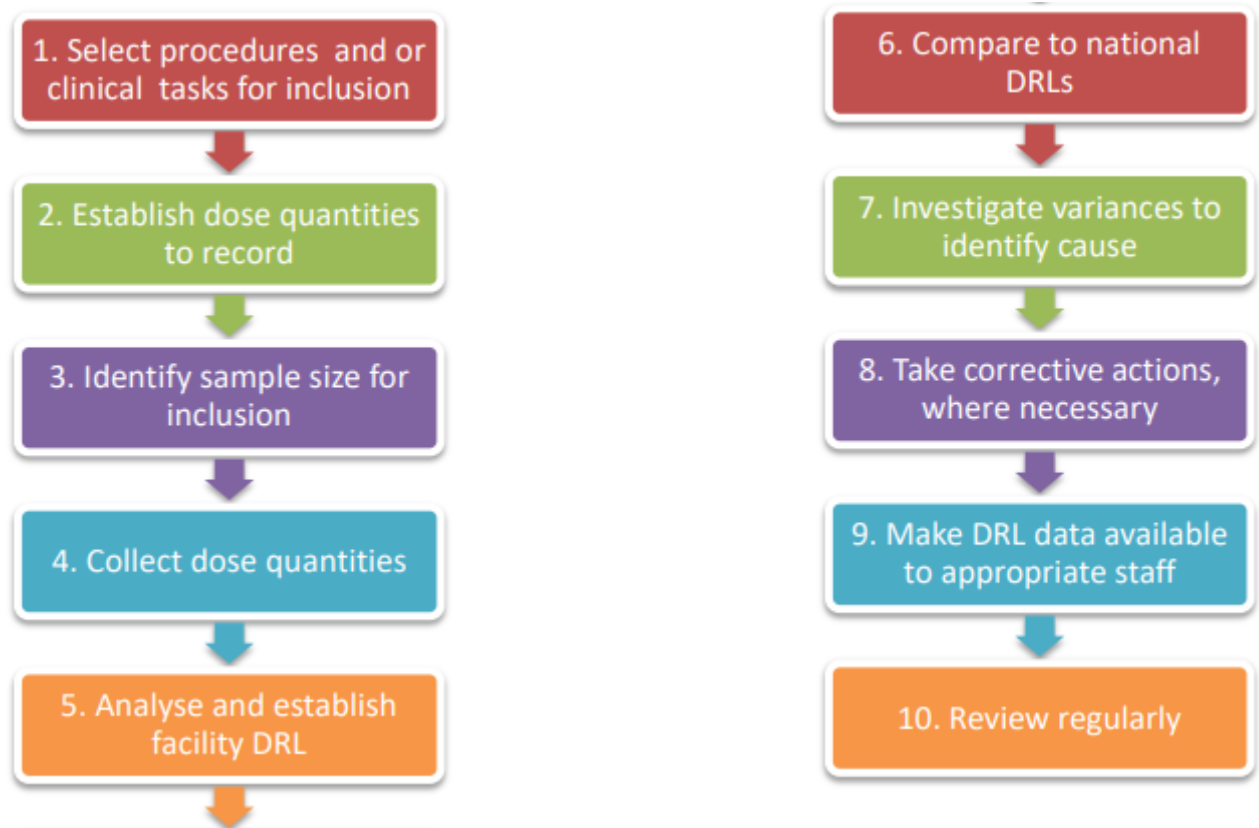 1. Select procedures and or
clinical tasks for inclusion
2. Establish dose quantities
to record
3. Identify sample size for
inclusion
4. Collect dose quantities
5. Analyse and establish
facility DRL
6. Compare to national
DRLs
7. Investigate variances to
identify cause
8. Take corrective actions,
where necessary
9. Make DRL data available
to appropriate staff
10. Review regularly